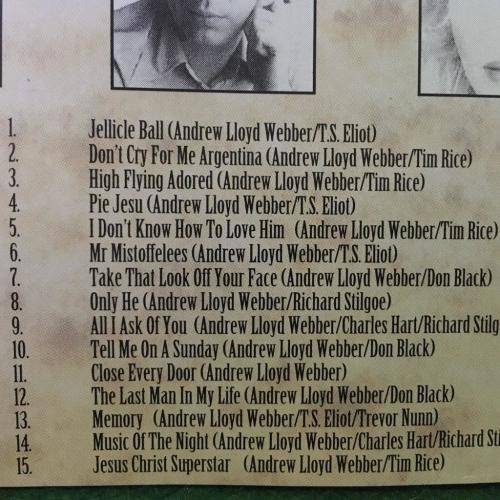 1. Jellicle Ball (Andrew Lloyd Webber/T.S. Eliot)
2. Don't Cry For Me Argentina (Andrew Lloyd Webber/Tim Rice)
3. High Flying Adored (Andrew Lloyd Webber/Tim Rice)
4. Pie Jesu (Andrew Lloyd Webber/T.S. Eliot)
5. I Don't Know How To Love Him (Andrew Lloyd Webber/Tim Rice)
6. Mr Mistoffelees (Andrew Lloyd Webber/T.S. Eliot)
7. Take That Look Off Your Face (Andrew Lloyd Webber/Don Black)
8. Only He (Andrew Lloyd Webber/Richard Stilgoe)
9. All I Ask Of You (Andrew Lloyd Webber/Charles Hart/Richard Stilg
10. Tell Me On A Sunday (Andrew Lloyd Webber/Don Black)
11. Close Every Door (Andrew Lloyd Webber)
12. The Last Man In My Life (Andrew Lloyd Webber/Don Black)
13. Memory (Andrew Lloyd Webber/T.S. Eliot/Trevor Nunn)
14. Music Of The Night (Andrew Lloyd Webber/Charles Hart/Richard Sti
15. Jesus Christ Superstar (Andrew Lloyd Webber/Tim Rice)